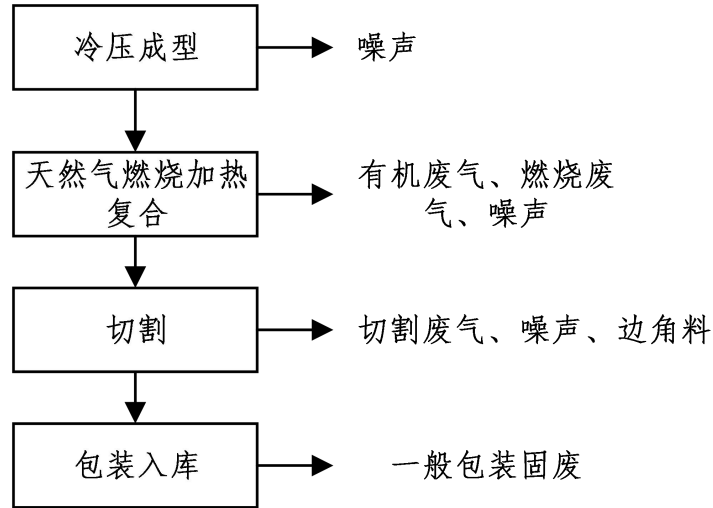 冷压成型
噪声
天然气燃烧加热
复合
有机废气、燃烧废
气、噪声
切割
切割废气、噪声、边角料
包装入库
一般包装固废